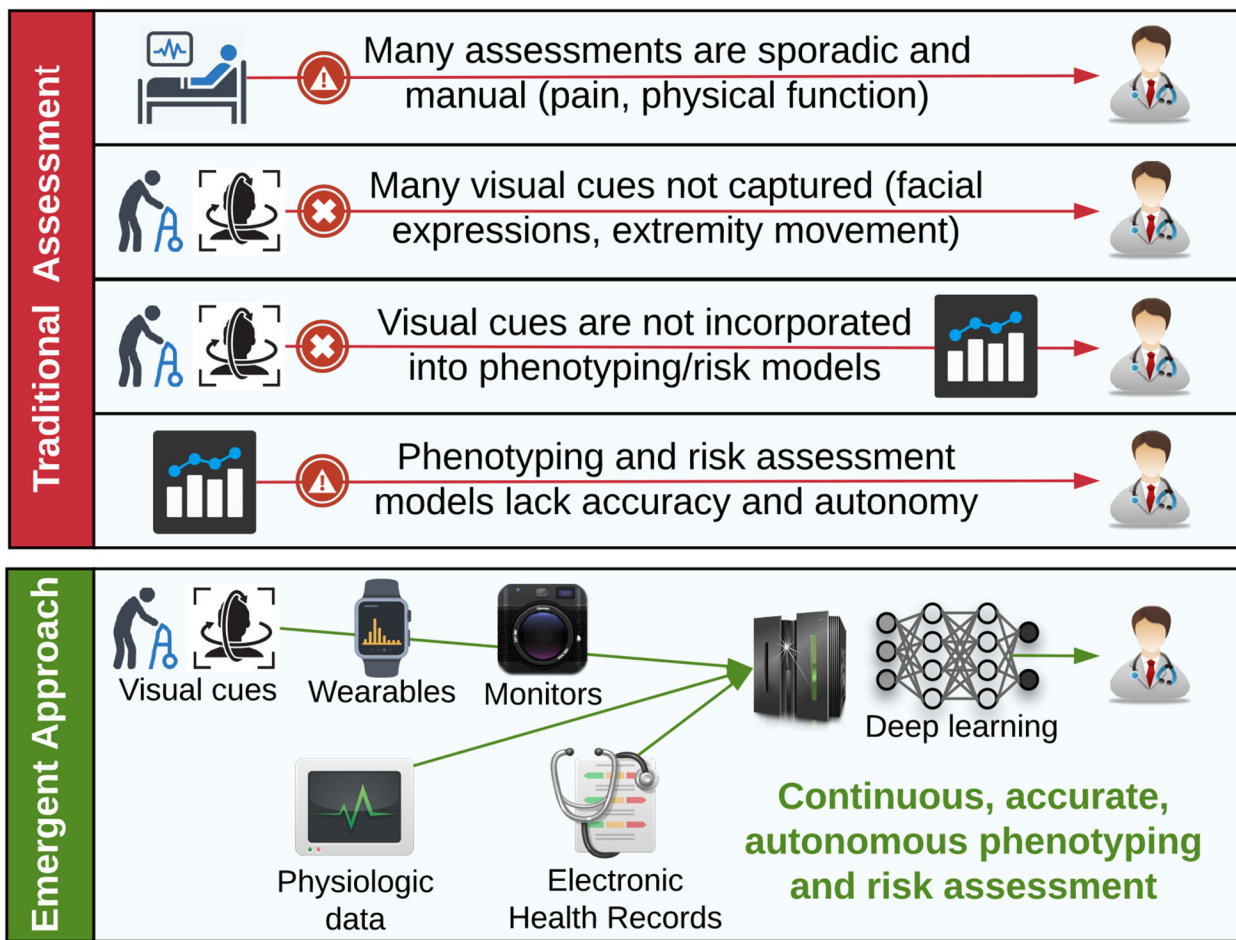 Traditional Assessment
Many assessments are sporadic and
manual (pain, physical function)
Many visual cues not captured (facial
expressions, extremity movement)
Visual cues are not incorporated
into phenotyping/risk models
Phenotyping and risk assessment
models lack accuracy and autonomy
Emergent Approach
Visual cues
Wearables
Monitors
Deep learning
Physiologic
data
Electronic
Health Records
Continuous, accurate,
autonomous phenotyping
and risk assessment